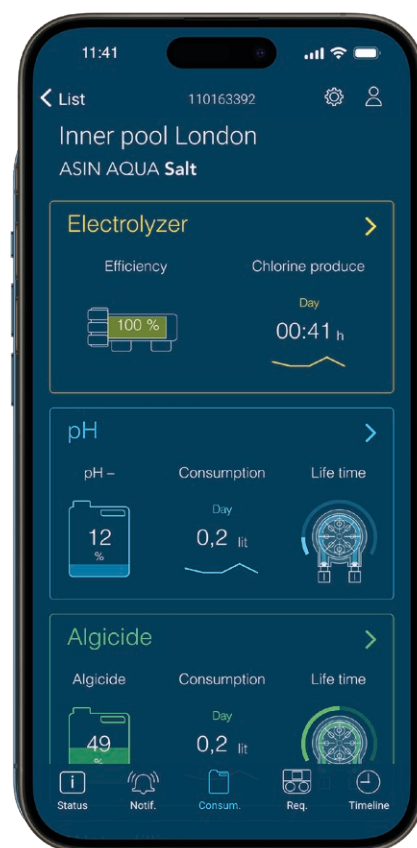 11:41
List
110163392
Inner pool London
ASIN AQUA Salt
Electrolyzer
Efficiency
Chlorine produce
100 %
Day
00:41 h
pH
pH –
Consumption
Life time
12
%
Day
0,2 lit
Algicide
Algicide
Consumption
Life time
49
%
Day
0,2 lit
i
Status
Notif.
Consum.
Req.
Timeline